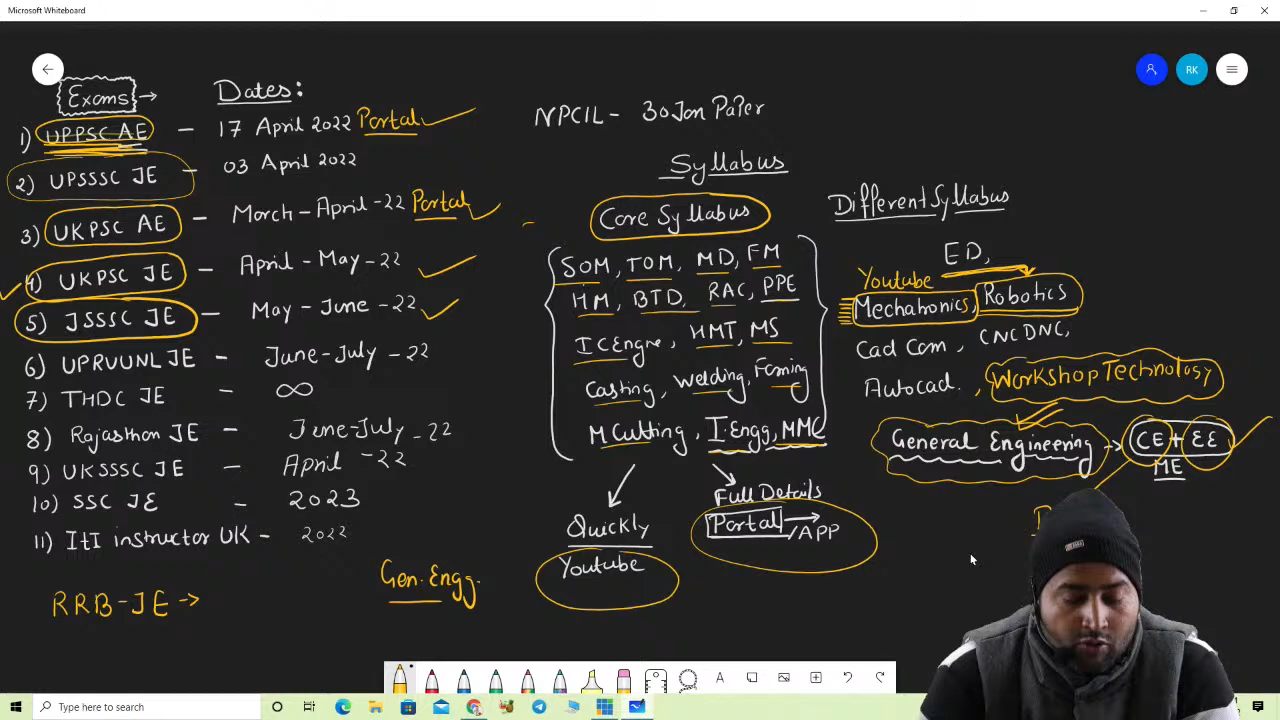 Microsoft Whiteboard
RK
Exams →
Dates:
1) UPPSC AE - 17 April 2022 Portal
2) UPSSSC JE - 03 April 2022
3) UKPSC AE - March-April-22 Portal
4) UKPSC JE - April-May-22
5) JSSSC JE - May-June-22
6) UPRVUNL JE - June-July-22
7) THDC JE - ∞
8) Rajasthan JE - June-July-22
9) UKSSSC JE - April-22
10) SSC JE - 2023
11) ItI instructor UK - 2022
RRB-JE →
Gen. Engg.
NPCIL - 30 Jan Paper
Syllabus
Core Syllabus
SOM, TOM, MD, FM
HM, BTD, RAC, PPE
IC Engne, HMT, MS
Casting, Welding, Forming
M Cutting, I. Engg, MMC
Quickly
Youtube
Full Details
Portal → /APP
Different Syllabus
ED,
Youtube
Mechatronics, Robotics
Cad Cam, CNC DNC,
Autocad, Workshop Technology
General Engineering → CE + EE
ME
Type here to search